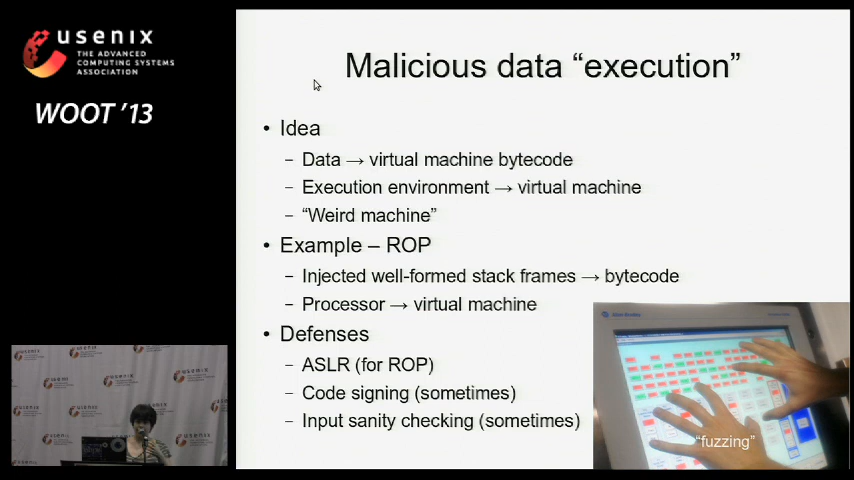 usenix
THE ADVANCED
COMPUTING SYSTEMS
ASSOCIATION
WOOT '13
Malicious data “execution”
• Idea
– Data → virtual machine bytecode
– Execution environment → virtual machine
– “Weird machine”
• Example – ROP
– Injected well-formed stack frames → bytecode
– Processor → virtual machine
• Defenses
– ASLR (for ROP)
– Code signing (sometimes)
– Input sanity checking (sometimes)
“fuzzing”